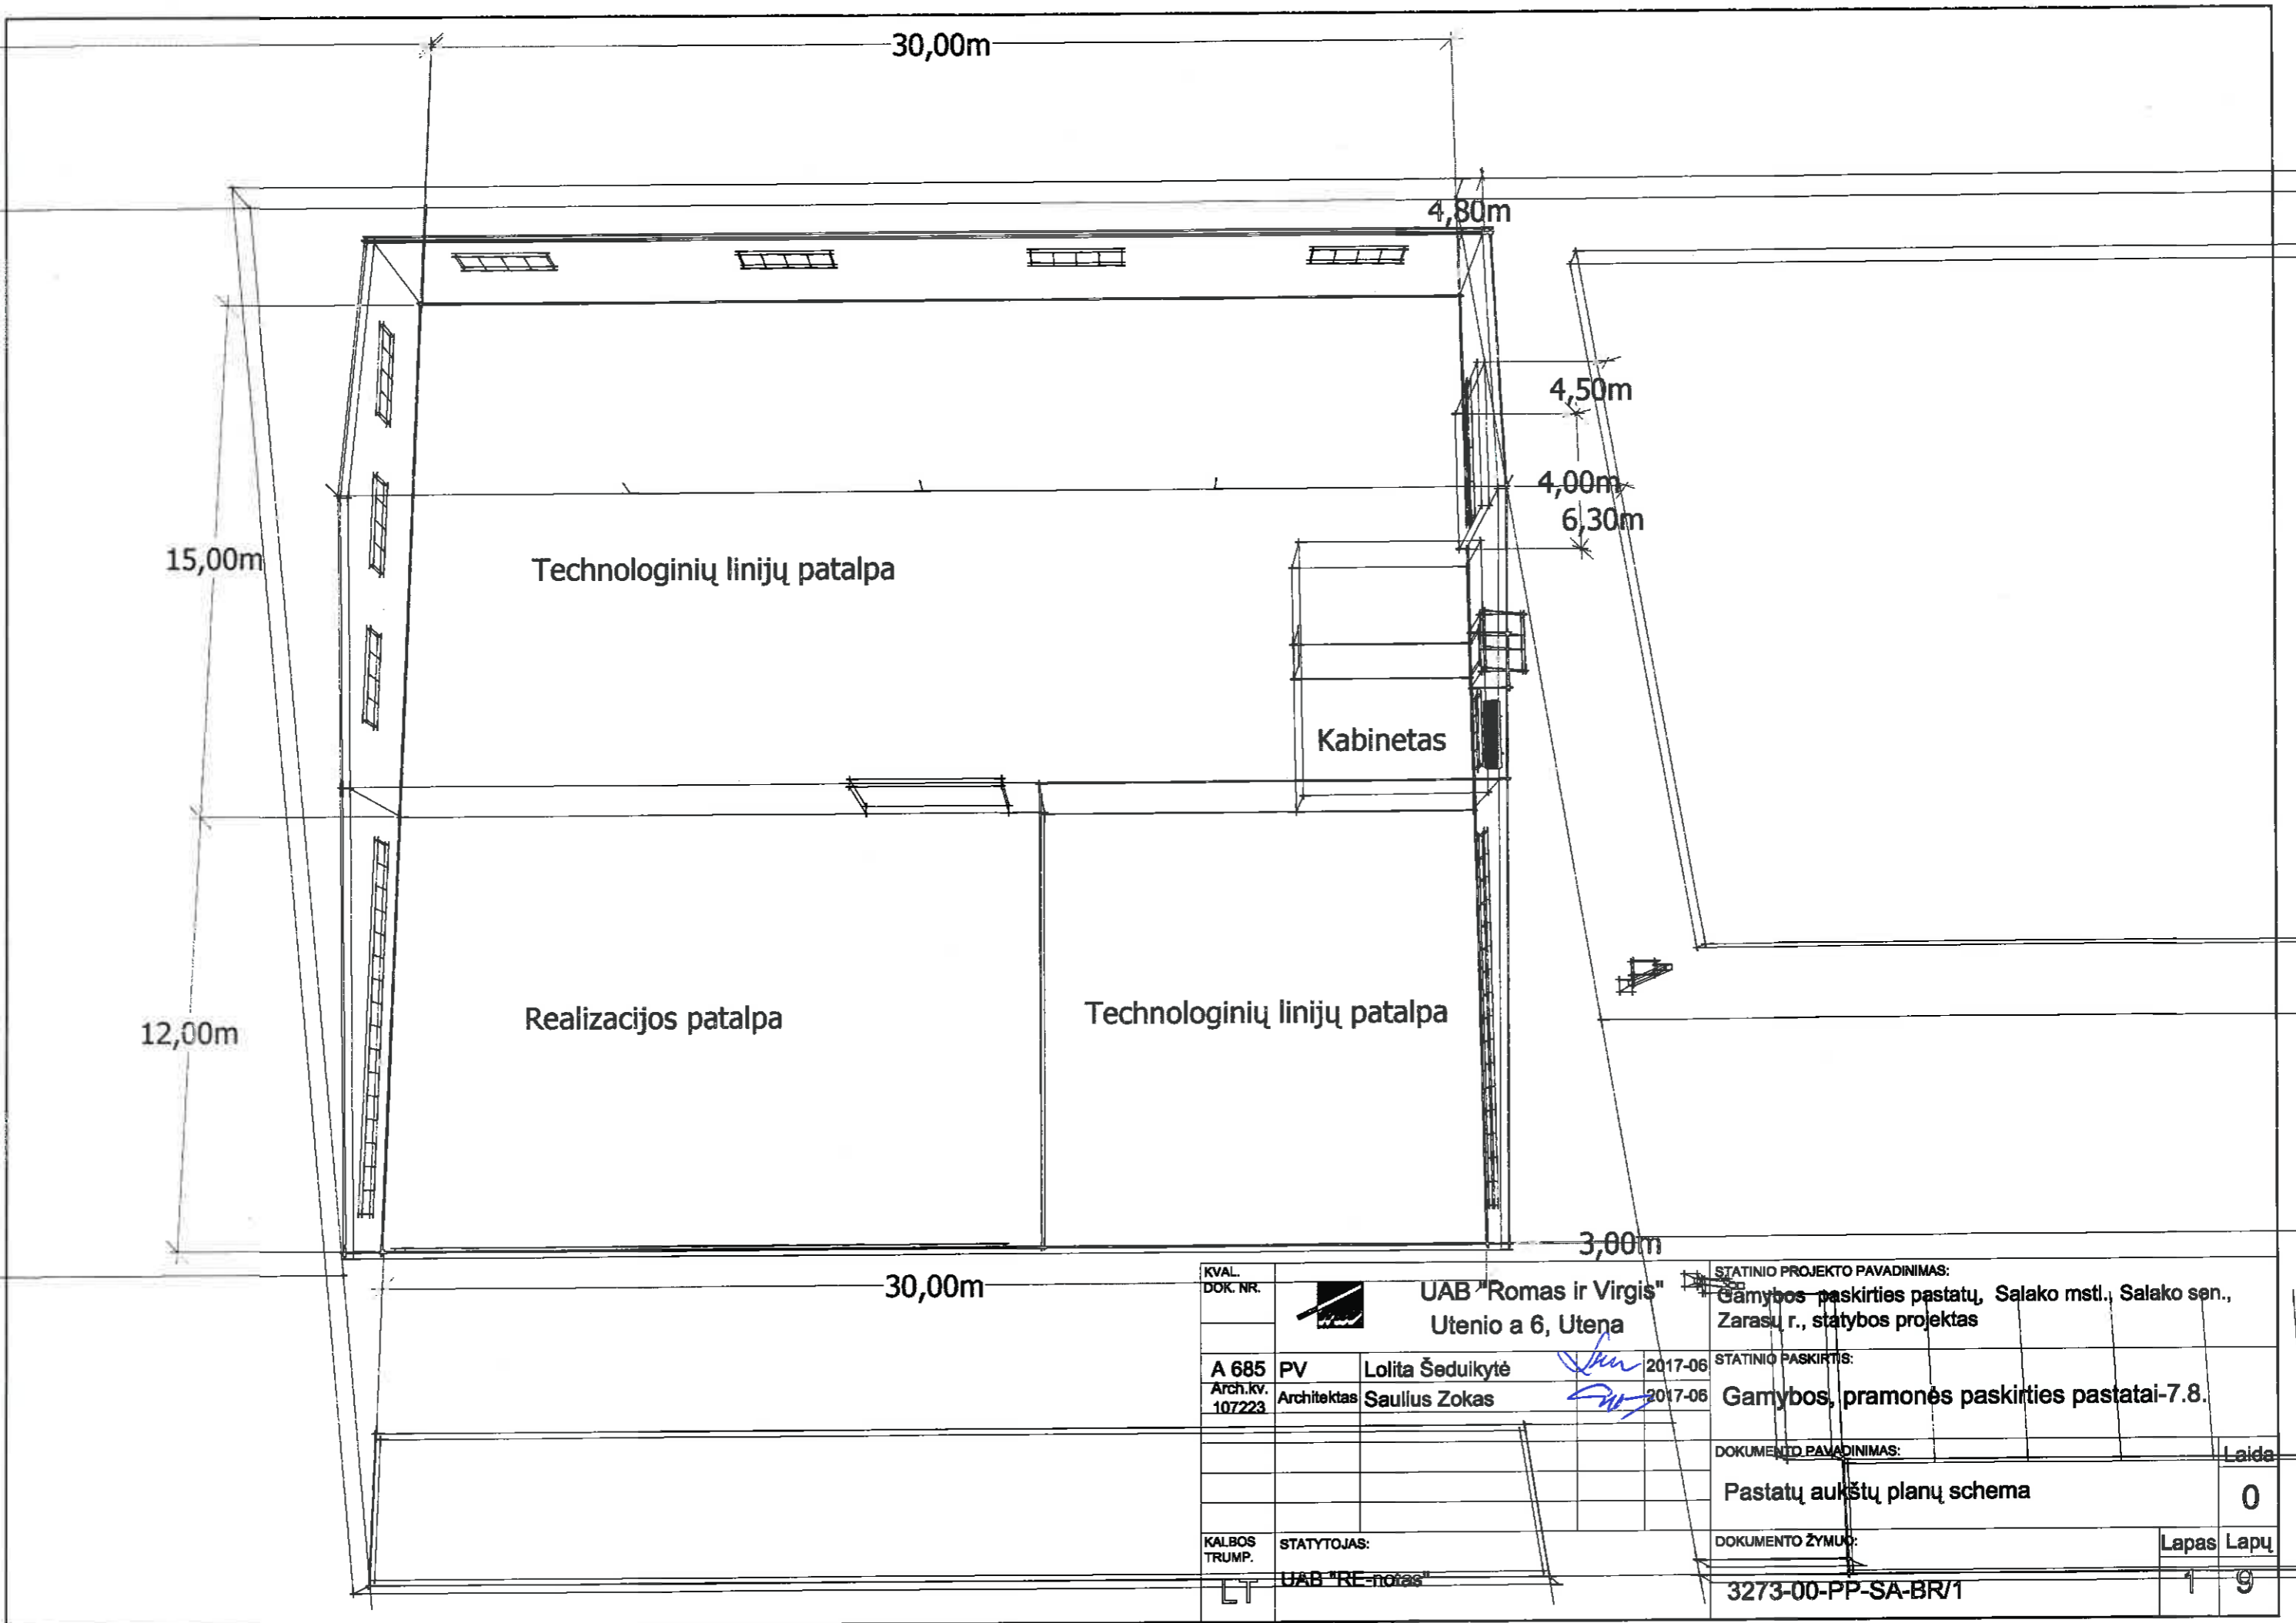 30,00m
4,80m
4,50m
4,00m
6,30m
15,00m
Technologinių linijų patalpa
Kabinetas
12,00m
Realizacijos patalpa
Technologinių linijų patalpa
3,00m
30,00m
KVAL.
DOK. NR.
UAB "Romas ir Virgis"
Utenio a 6, Utena
STATINIO PROJEKTO PAVADINIMAS:
Gamybos paskirties pastatų, Salako mstl., Salako sen.,
Zarasų r., statybos projektas
A 685 PV Lolita Šeduikytė 2017-06
Arch.kv.
107223 Architektas Saulius Zokas 2017-06
STATINIO PASKIRTIS:
Gamybos, pramonės paskirties pastatai-7.8.
DOKUMENTO PAVADINIMAS: Laida
Pastatų aukštų planų schema 0
KALBOS
TRUMP.
LT
STATYTOJAS:
UAB "RE-notas"
DOKUMENTO ŽYMUO: Lapas Lapų
3273-00-PP-SA-BR/1 1 9